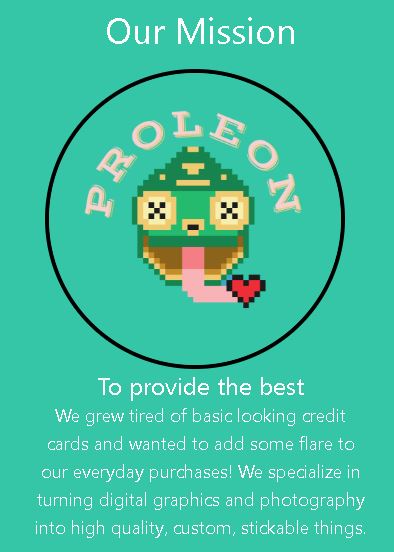 Our Mission
PROLEON
To provide the best
We grew tired of basic looking credit
cards and wanted to add some flare to
our everyday purchases! We specialize in
turning digital graphics and photography
into high quality, custom, stickable things.